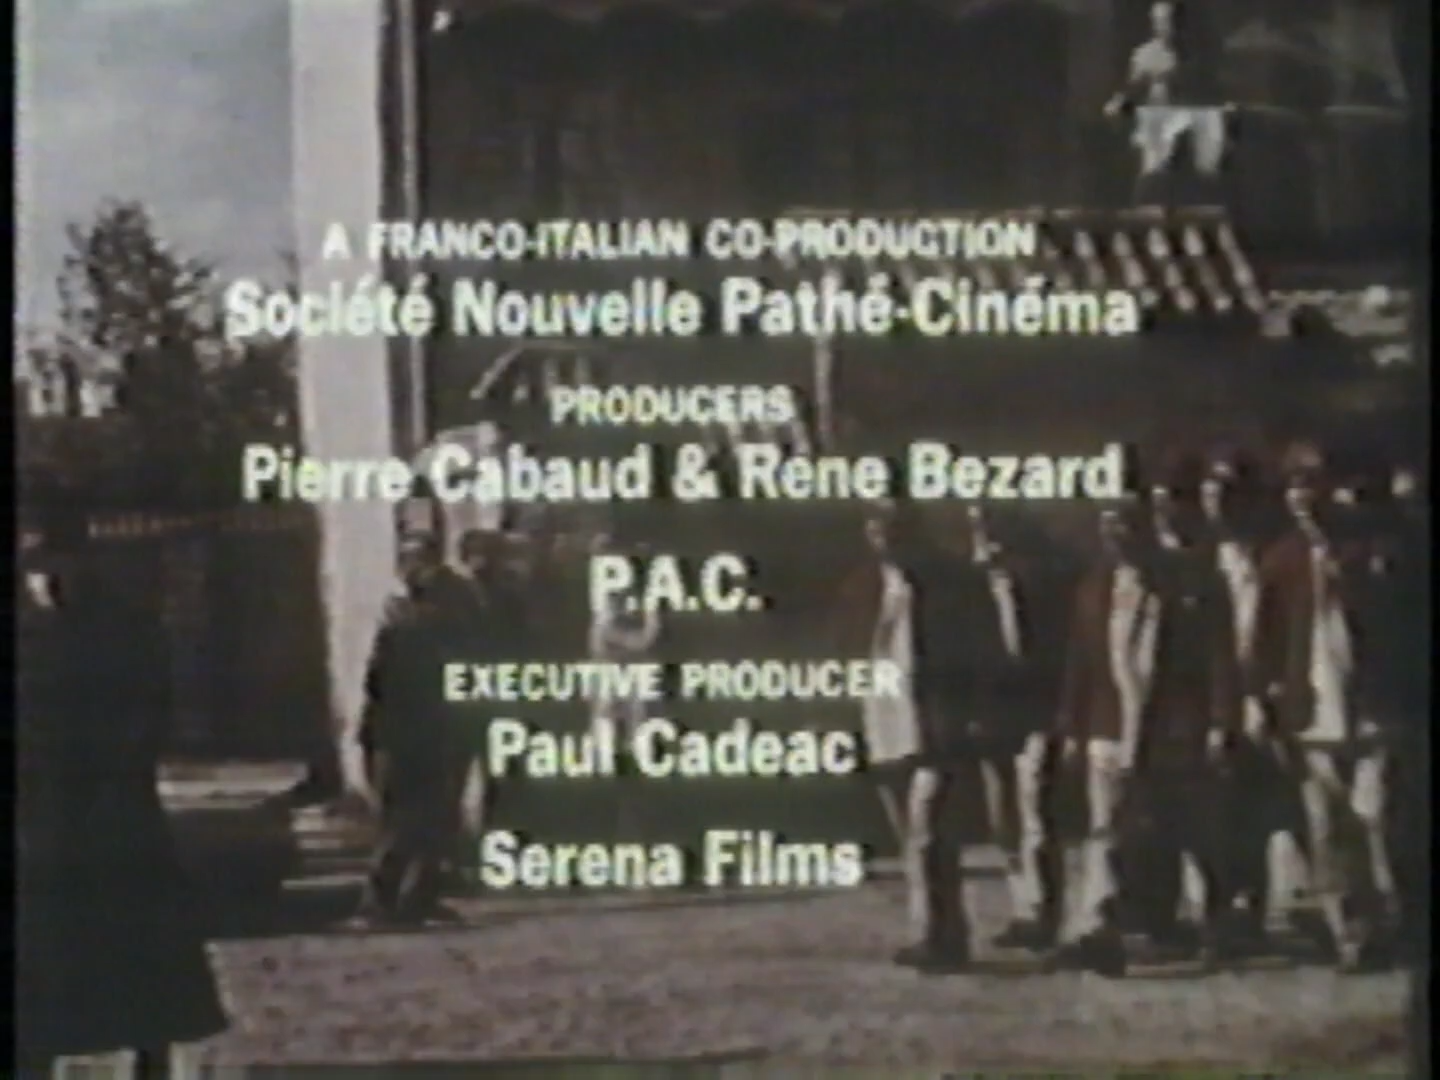 A FRANCO-ITALIAN CO-PRODUCTION
Société Nouvelle Pathé-Cinéma
PRODUCERS
Pierre Cabaud & Rene Bezard
P.A.C.
EXECUTIVE PRODUCER
Paul Cadeac
Serena Films